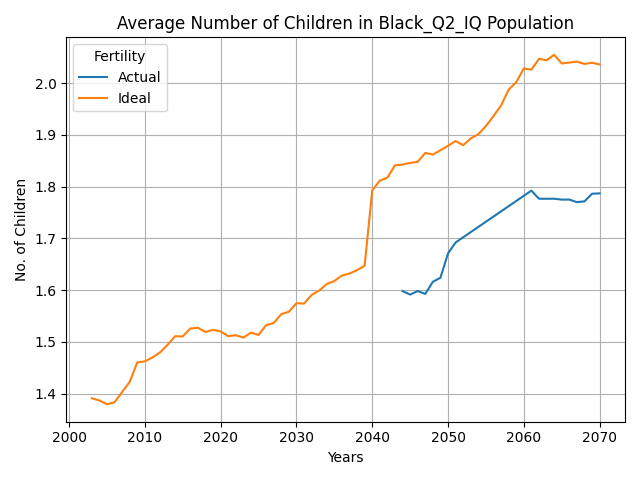 Average Number of Children in Black_Q2_IQ Population
Fertility
Actual
Ideal
No. of Children
2.0
1.9
1.8
1.7
1.6
1.5
1.4
2000 2010 2020 2030 2040 2050 2060 2070
Years